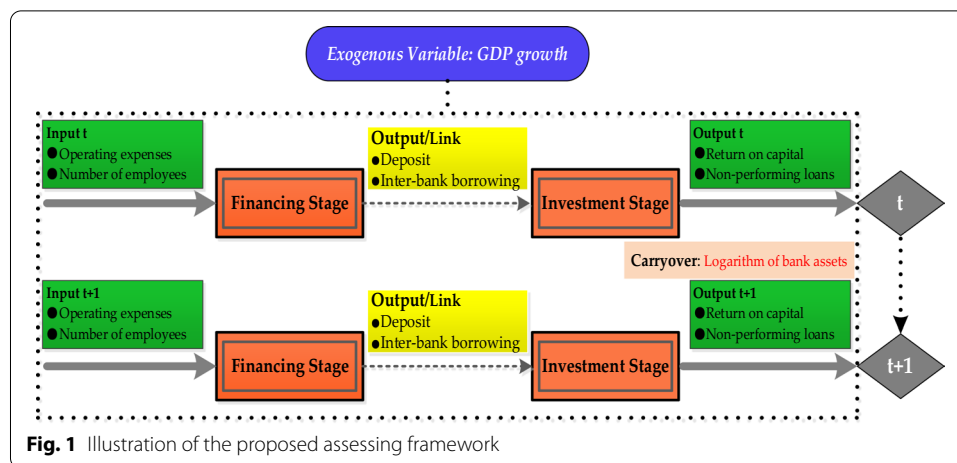 Exogenous Variable: GDP growth
Input t
●Operating expenses
●Number of employees
Financing Stage
Output/Link
●Deposit
●Inter-bank borrowing
Investment Stage
Output t
●Return on capital
●Non-performing loans
t
Carryover: Logarithm of bank assets
Input t+1
●Operating expenses
●Number of employees
Financing Stage
Output/Link
●Deposit
●Inter-bank borrowing
Investment Stage
Output t+1
●Return on capital
●Non-performing loans
t+1
Fig. 1 Illustration of the proposed assessing framework